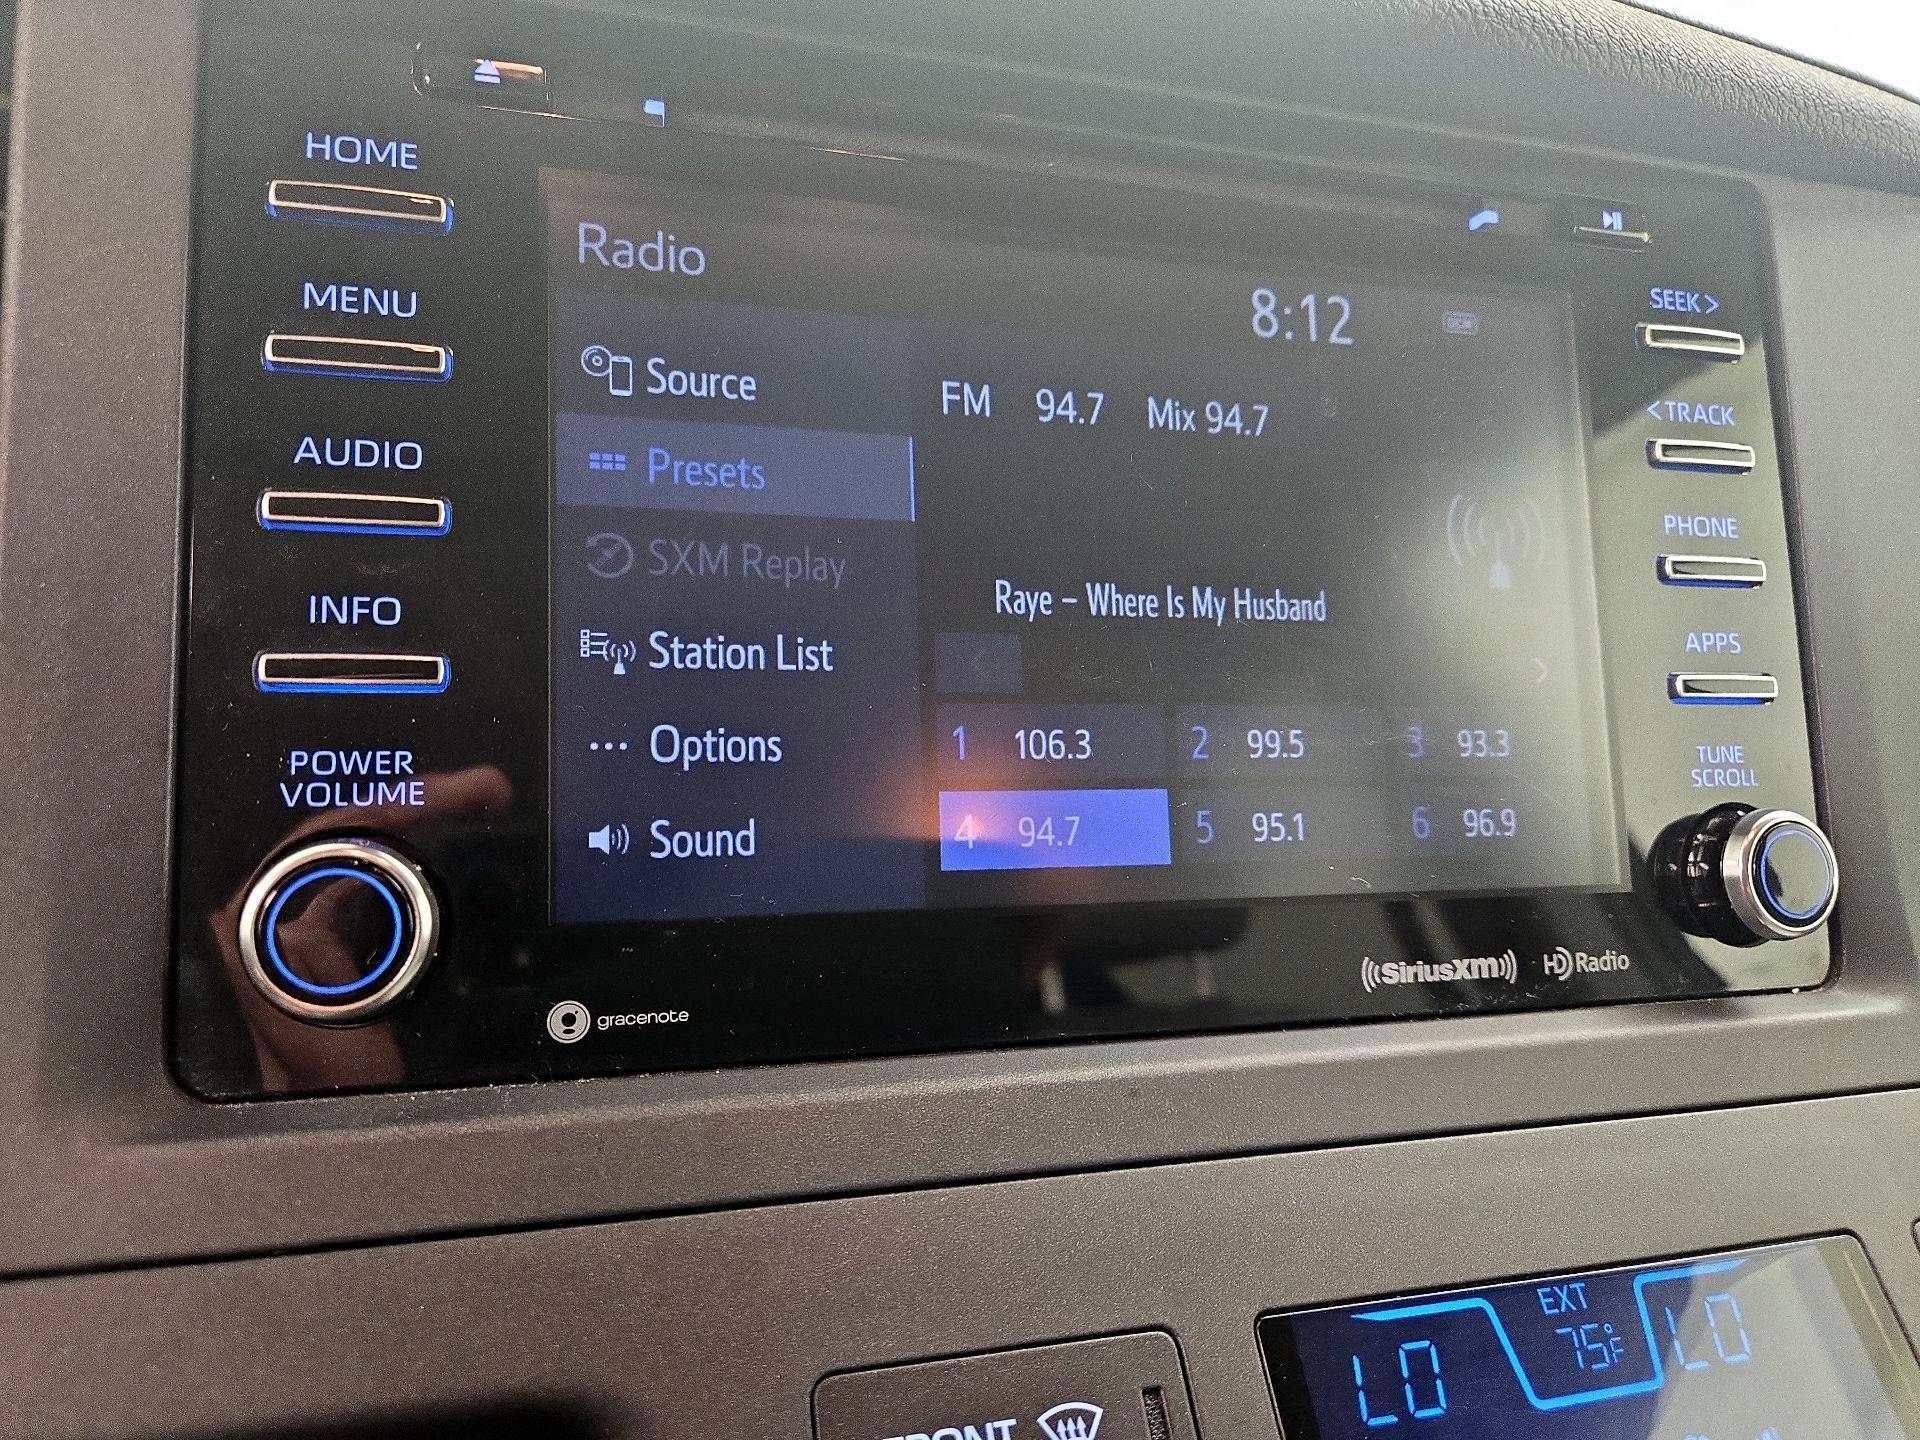 HOME
MENU
AUDIO
INFO
POWER
VOLUME
Radio
8:12
Source
Presets
SXM Replay
Station List
Options
Sound
FM 94.7 Mix 94.7
Raye – Where Is My Husband
1 106.3 2 99.5 3 93.3
4 94.7 5 95.1 6 96.9
SEEK >
< TRACK
PHONE
APPS
TUNE
SCROLL
gracenote
((SiriusXM)) HD Radio
LO EXT 75°F LO
FRONT